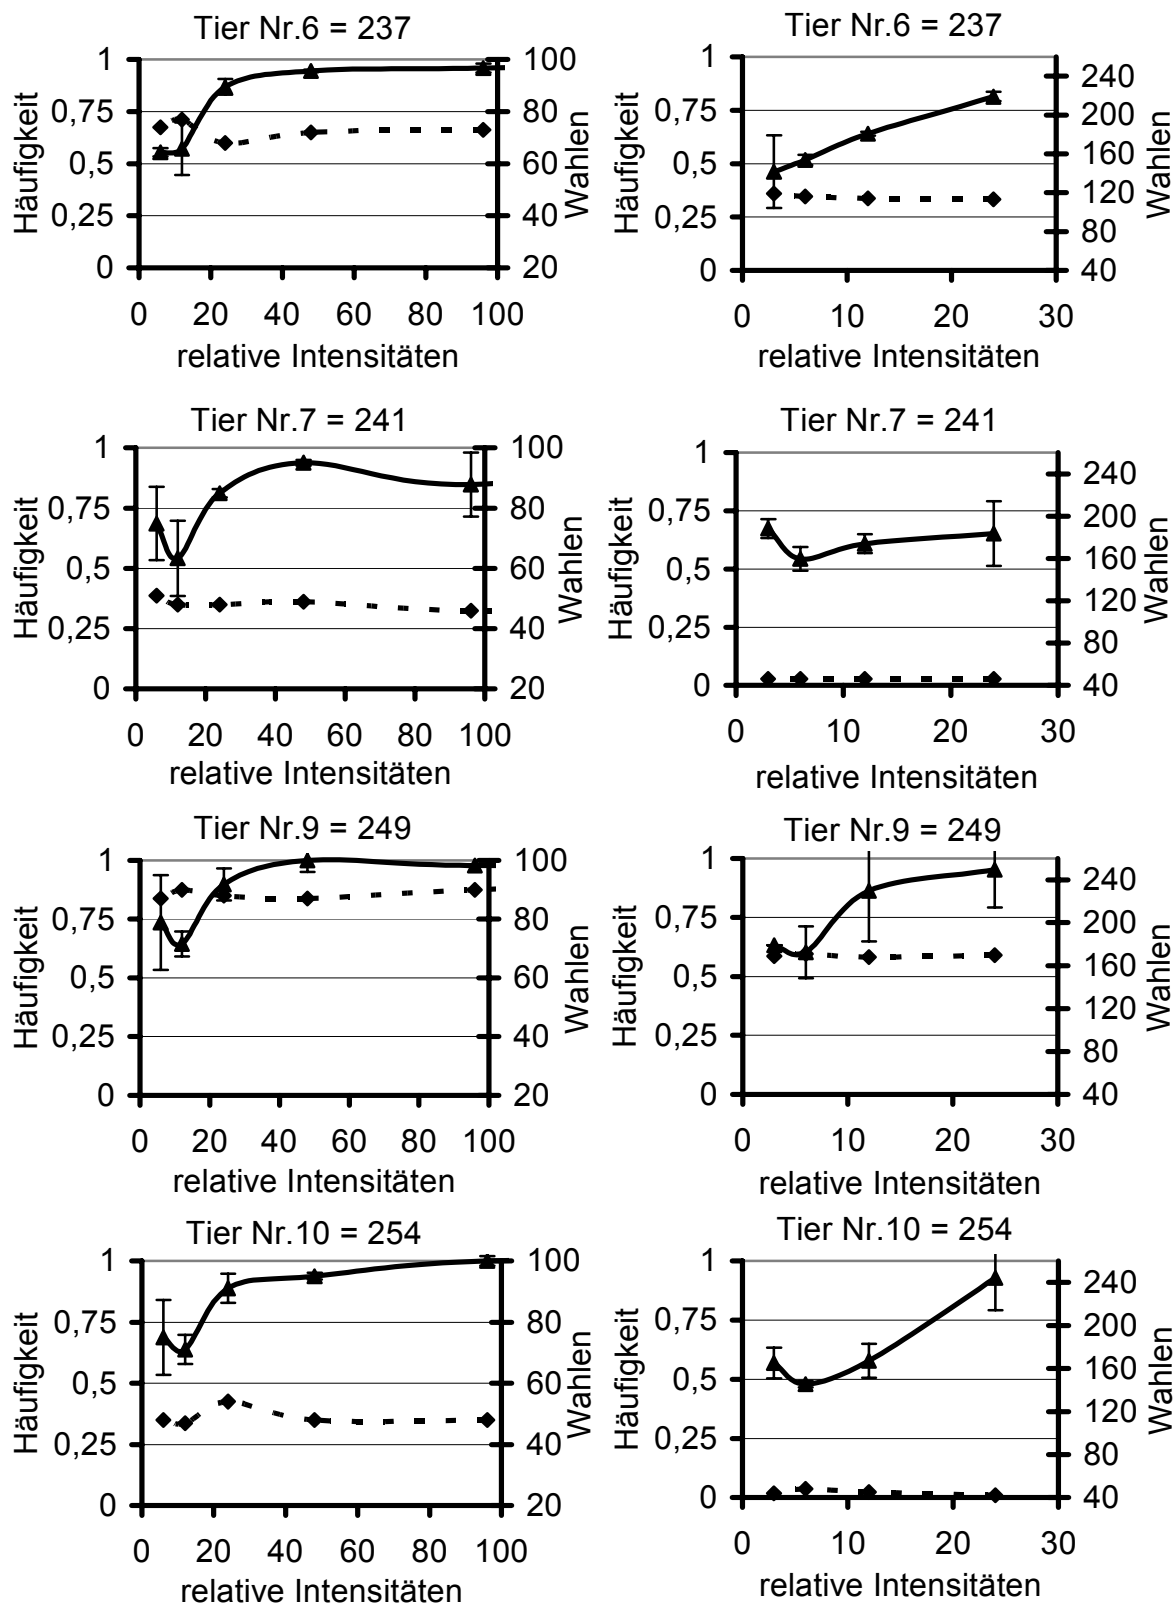 Tier Nr.6 = 237
1
0,75
0,5
0,25
0
Häufigkeit
100
80
60
40
20
Wahlen
0 20 40 60 80 100
relative Intensitäten
Tier Nr.6 = 237
1
0,75
0,5
0,25
0
Häufigkeit
240
200
160
120
80
40
Wahlen
0 10 20 30
relative Intensitäten
Tier Nr.7 = 241
1
0,75
0,5
0,25
0
Häufigkeit
100
80
60
40
20
Wahlen
0 20 40 60 80 100
relative Intensitäten
Tier Nr.7 = 241
1
0,75
0,5
0,25
0
Häufigkeit
240
200
160
120
80
40
Wahlen
0 10 20 30
relative Intensitäten
Tier Nr.9 = 249
1
0,75
0,5
0,25
0
Häufigkeit
100
80
60
40
20
Wahlen
0 20 40 60 80 100
relative Intensitäten
Tier Nr.9 = 249
1
0,75
0,5
0,25
0
Häufigkeit
240
200
160
120
80
40
Wahlen
0 10 20 30
relative Intensitäten
Tier Nr.10 = 254
1
0,75
0,5
0,25
0
Häufigkeit
100
80
60
40
20
Wahlen
0 20 40 60 80 100
relative Intensitäten
Tier Nr.10 = 254
1
0,75
0,5
0,25
0
Häufigkeit
240
200
160
120
80
40
Wahlen
0 10 20 30
relative Intensitäten